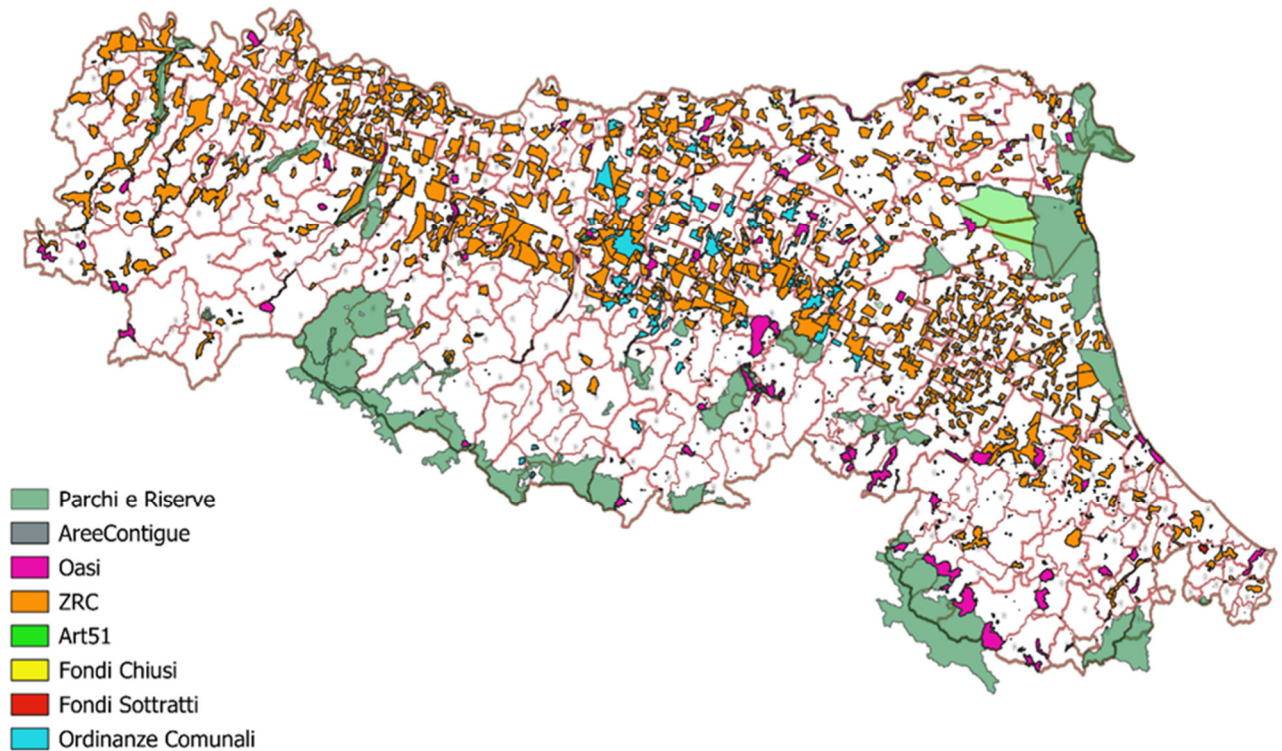 Parchi e Riserve
AreeContigue
Oasi
ZRC
Art51
Fondi Chiusi
Fondi Sottratti
Ordinanze Comunali